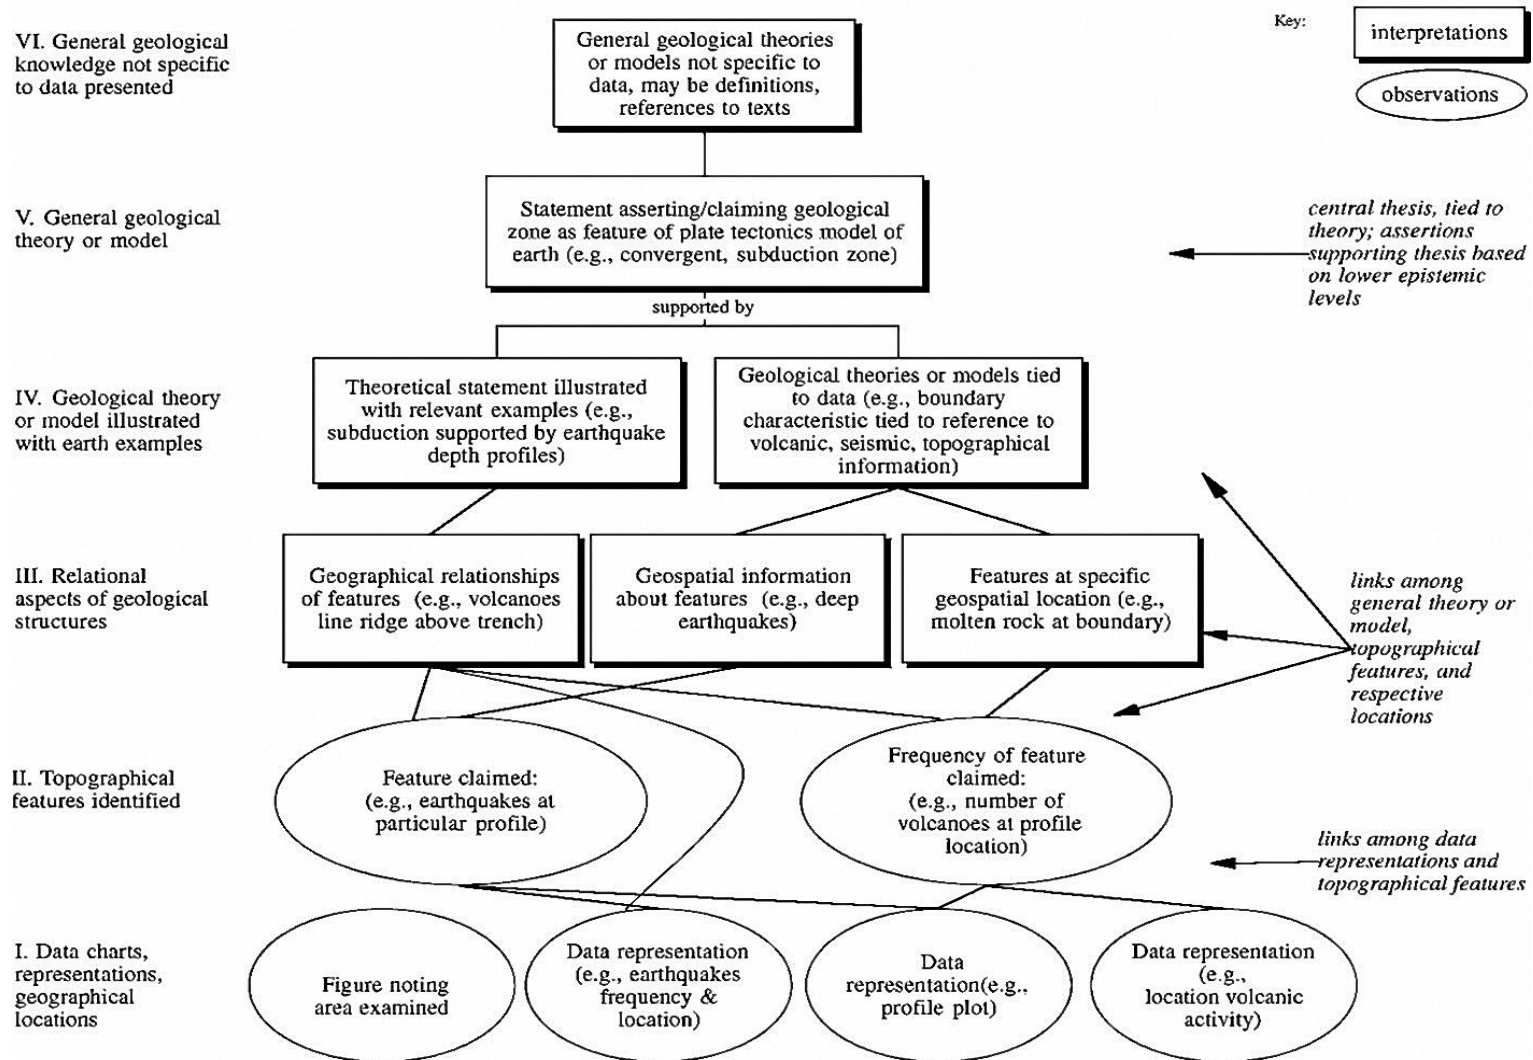 Key:
interpretations
observations
VI. General geological
knowledge not specific
to data presented
General geological theories
or models not specific to
data, may be definitions,
references to texts
V. General geological
theory or model
Statement asserting/claiming geological
zone as feature of plate tectonics model of
earth (e.g., convergent, subduction zone)
central thesis, tied to
theory; assertions
supporting thesis based
on lower epistemic
levels
supported by
IV. Geological theory
or model illustrated
with earth examples
Theoretical statement illustrated
with relevant examples (e.g.,
subduction supported by earthquake
depth profiles)
Geological theories or models tied
to data (e.g., boundary
characteristic tied to reference to
volcanic, seismic, topographical
information)
III. Relational
aspects of geological
structures
Geographical relationships
of features (e.g., volcanoes
line ridge above trench)
Geospatial information
about features (e.g., deep
earthquakes)
Features at specific
geospatial location (e.g.,
molten rock at boundary)
links among
general theory or
model,
topographical
features, and
respective
locations
II. Topographical
features identified
Feature claimed:
(e.g., earthquakes at
particular profile)
Frequency of feature
claimed:
(e.g., number of
volcanoes at profile
location)
links among data
representations and
topographical features
I. Data charts,
representations,
geographical
locations
Figure noting
area examined
Data representation
(e.g., earthquakes
frequency &
location)
Data
representation(e.g.,
profile plot)
Data representation
(e.g.,
location volcanic
activity)